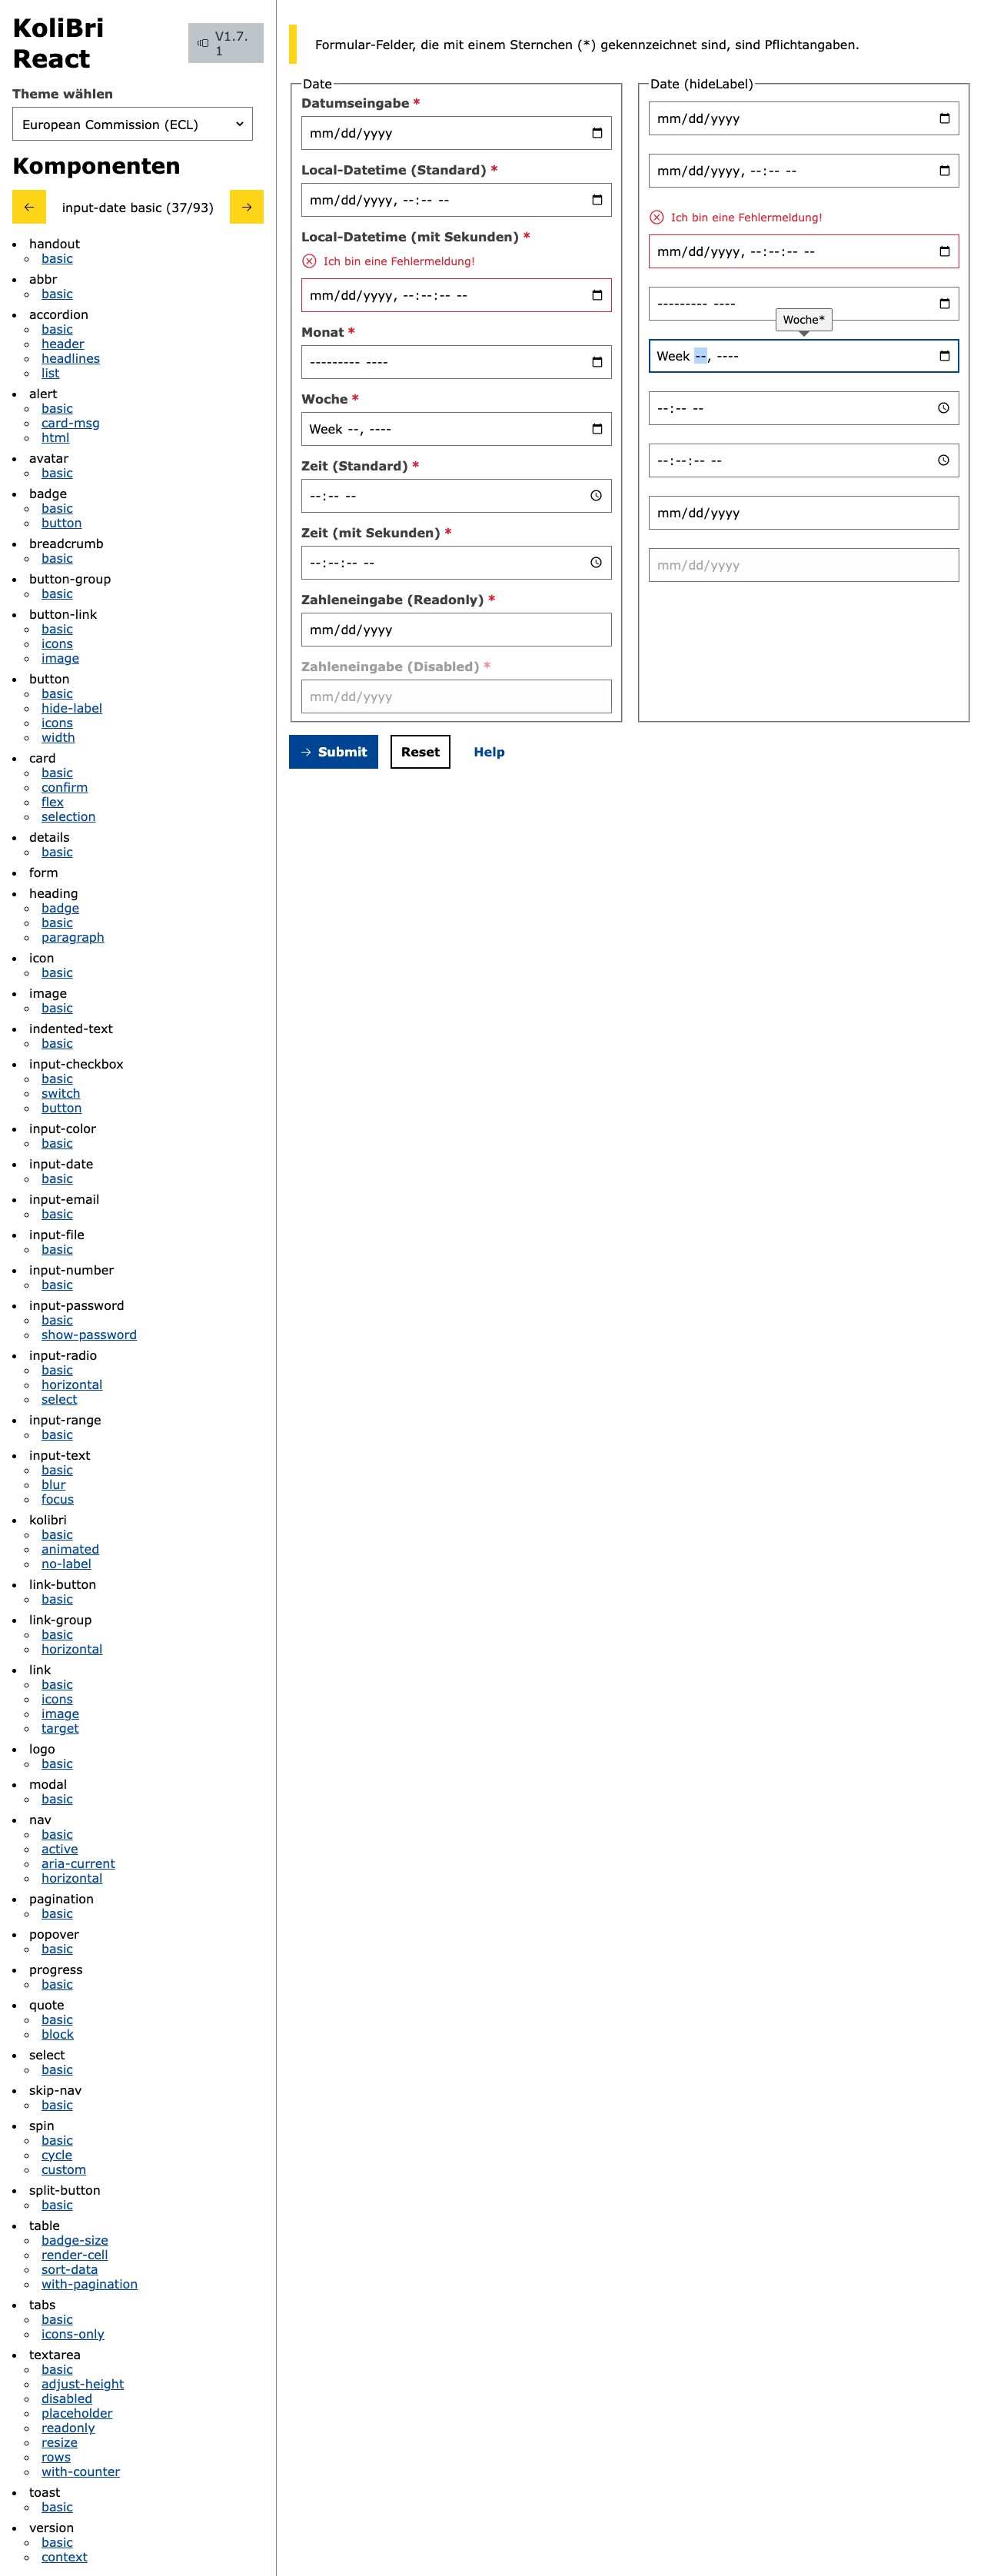 KoliBri
React
V1.7.
1
Theme wählen
European Commission (ECL)
Komponenten
input-date basic (37/93)
handout
basic
abbr
basic
accordion
basic
header
headlines
list
alert
basic
card-msg
html
avatar
basic
badge
basic
button
breadcrumb
basic
button-group
basic
button-link
basic
icons
image
button
basic
hide-label
icons
width
card
basic
confirm
flex
selection
details
basic
form
heading
badge
basic
paragraph
icon
basic
image
basic
indented-text
basic
input-checkbox
basic
switch
button
input-color
basic
input-date
basic
input-email
basic
input-file
basic
input-number
basic
input-password
basic
show-password
input-radio
basic
horizontal
select
input-range
basic
input-text
basic
blur
focus
kolibri
basic
animated
no-label
link-button
basic
link-group
basic
horizontal
link
basic
icons
image
target
logo
basic
modal
basic
nav
basic
active
aria-current
horizontal
pagination
basic
popover
basic
progress
basic
quote
basic
block
select
basic
skip-nav
basic
spin
basic
cycle
custom
split-button
basic
table
badge-size
render-cell
sort-data
with-pagination
tabs
basic
icons-only
textarea
basic
adjust-height
disabled
placeholder
readonly
resize
rows
with-counter
toast
basic
version
basic
context
Formular-Felder, die mit einem Sternchen (*) gekennzeichnet sind, sind Pflichtangaben.
Date
Datumseingabe *
mm/dd/yyyy
Local-Datetime (Standard) *
mm/dd/yyyy, --:-- --
Local-Datetime (mit Sekunden) *
Ich bin eine Fehlermeldung!
mm/dd/yyyy, --:--:-- --
Monat *
--------- ----
Woche *
Week --, ----
Zeit (Standard) *
--:-- --
Zeit (mit Sekunden) *
--:--:-- --
Zahleneingabe (Readonly) *
mm/dd/yyyy
Zahleneingabe (Disabled) *
mm/dd/yyyy
Date (hideLabel)
mm/dd/yyyy
mm/dd/yyyy, --:-- --
Ich bin eine Fehlermeldung!
mm/dd/yyyy, --:--:-- --
--------- ----
Woche*
Week --, ----
--:-- --
--:--:-- --
mm/dd/yyyy
mm/dd/yyyy
Submit
Reset
Help